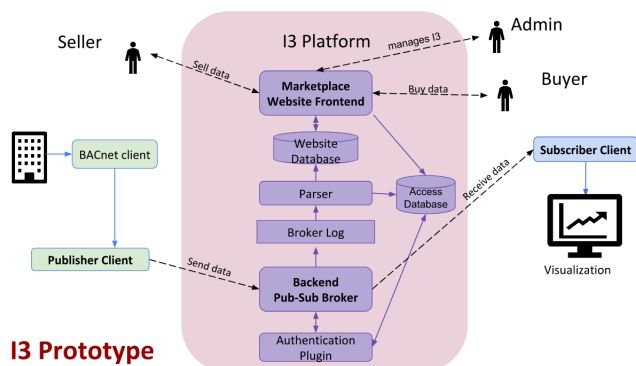 Seller
I3 Platform
Admin
manages I3
Sell data
Marketplace
Website Frontend
Buy data
Buyer
Website
Database
BACnet client
Subscriber Client
Parser
Access
Database
Receive data
Broker Log
Publisher Client
Send data
Backend
Pub-Sub Broker
Visualization
Authentication
Plugin
I3 Prototype